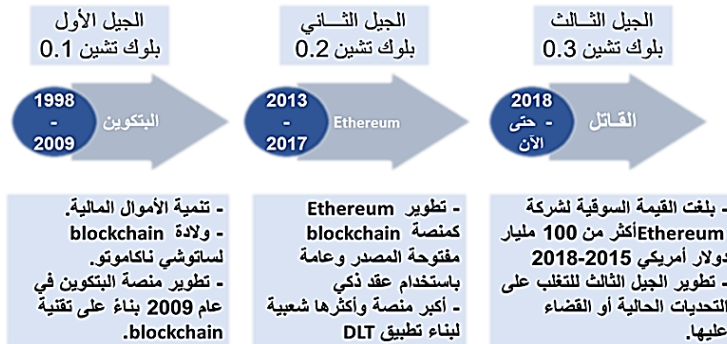 الجيل الأول
بلوك تشين 0.1
1998
-
2009
البتكوين
- تنمية الأموال المالية.
- ولادة blockchain
لساتوشي ناكاموتو.
- تطوير منصة البتكوين في
عام 2009 بناءً على تقنية
blockchain.
الجيل الثـــاني
بلوك تشين 0.2
2013
-
2017
Ethereum
- تطوير Ethereum
كمنصة blockchain
مفتوحة المصدر وعامة
باستخدام عقد ذكي
- أكبر منصة وأكثرها شعبية
لبناء تطبيق DLT
الجيل الثـــالث
بلوك تشين 0.3
2018
- حتى
الآن
القـاتل
- بلغت القيمة السوقية لشركة
Ethereumأكثر من 100 مليار
دولار أمريكي 2015-2018
- تطوير الجيل الثالث للتغلب على
التحديات الحالية أو القضاء
عليها.